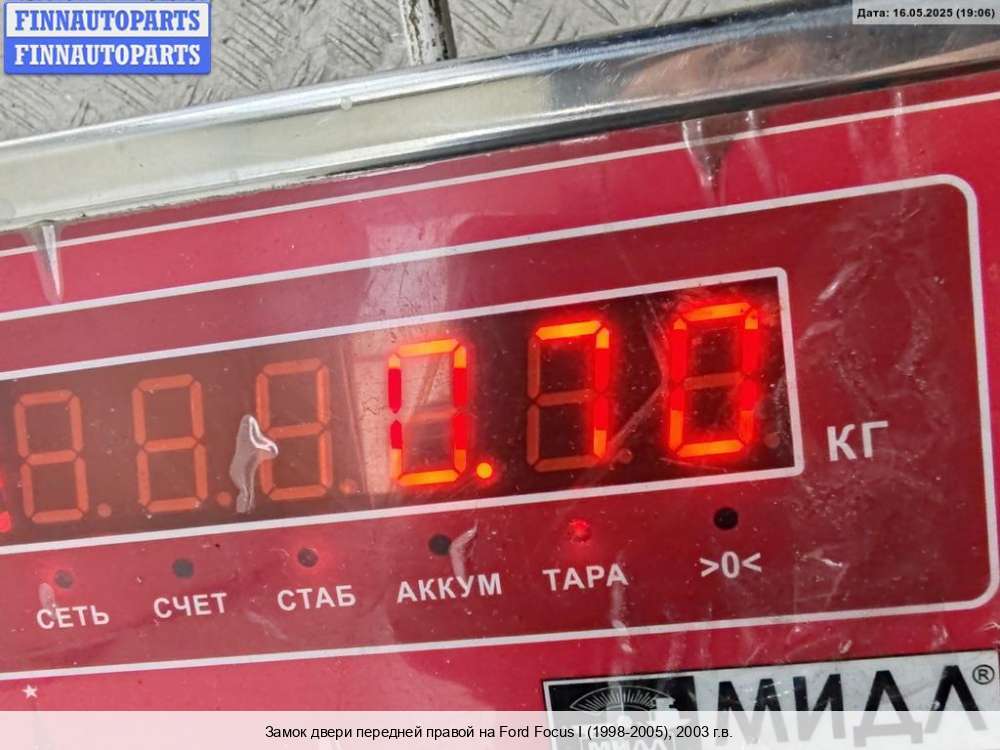 FINNAUTOPARTS
FINNAUTOPARTS
Дата: 16.05.2025 (19:06)
0.70
КГ
СЕТЬ СЧЕТ СТАБ АККУМ ТАРА >0<
МИДЛ®
Замок двери передней правой на Ford Focus I (1998-2005), 2003 г.в.